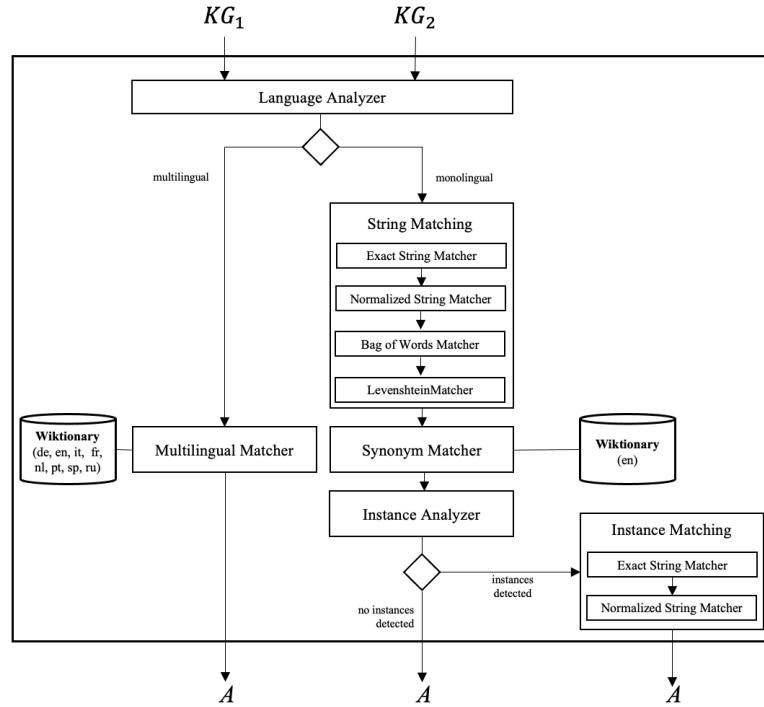 KG₁
KG₂
Language Analyzer
multilingual
monolingual
String Matching
Exact String Matcher
Normalized String Matcher
Bag of Words Matcher
LevenshteinMatcher
Wiktionary
(de, en, it, fr,
nl, pt, sp, ru)
Multilingual Matcher
Synonym Matcher
Wiktionary
(en)
Instance Analyzer
Instance Matching
Exact String Matcher
Normalized String Matcher
instances
detected
no instances
detected
A
A
A